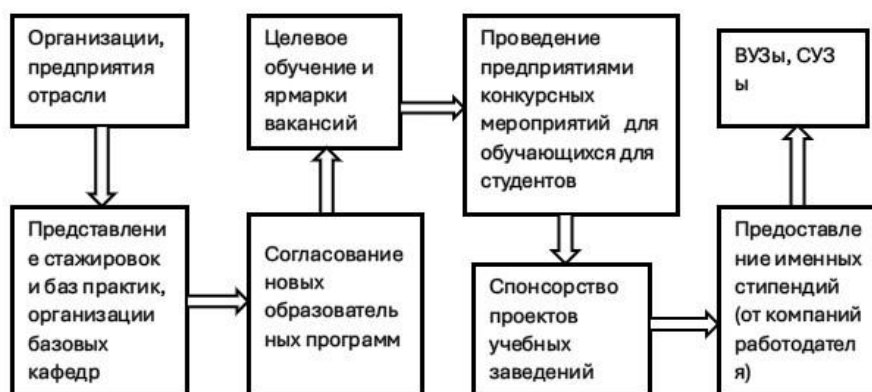 Организации,
предприятия
отрасли
Представлени
е стажировок
и баз практик,
организации
базовых
кафедр
Согласование
новых
образователь
ных программ
Целевое
обучение и
ярмарки
вакансий
Проведение
предприятиями
конкурсных
мероприятий для
обучающихся для
студентов
Спонсорство
проектов
учебных
заведений
Предоставле
ние именных
стипендий
(от компаний
работодател
я)
ВУЗы, СУЗ
ы